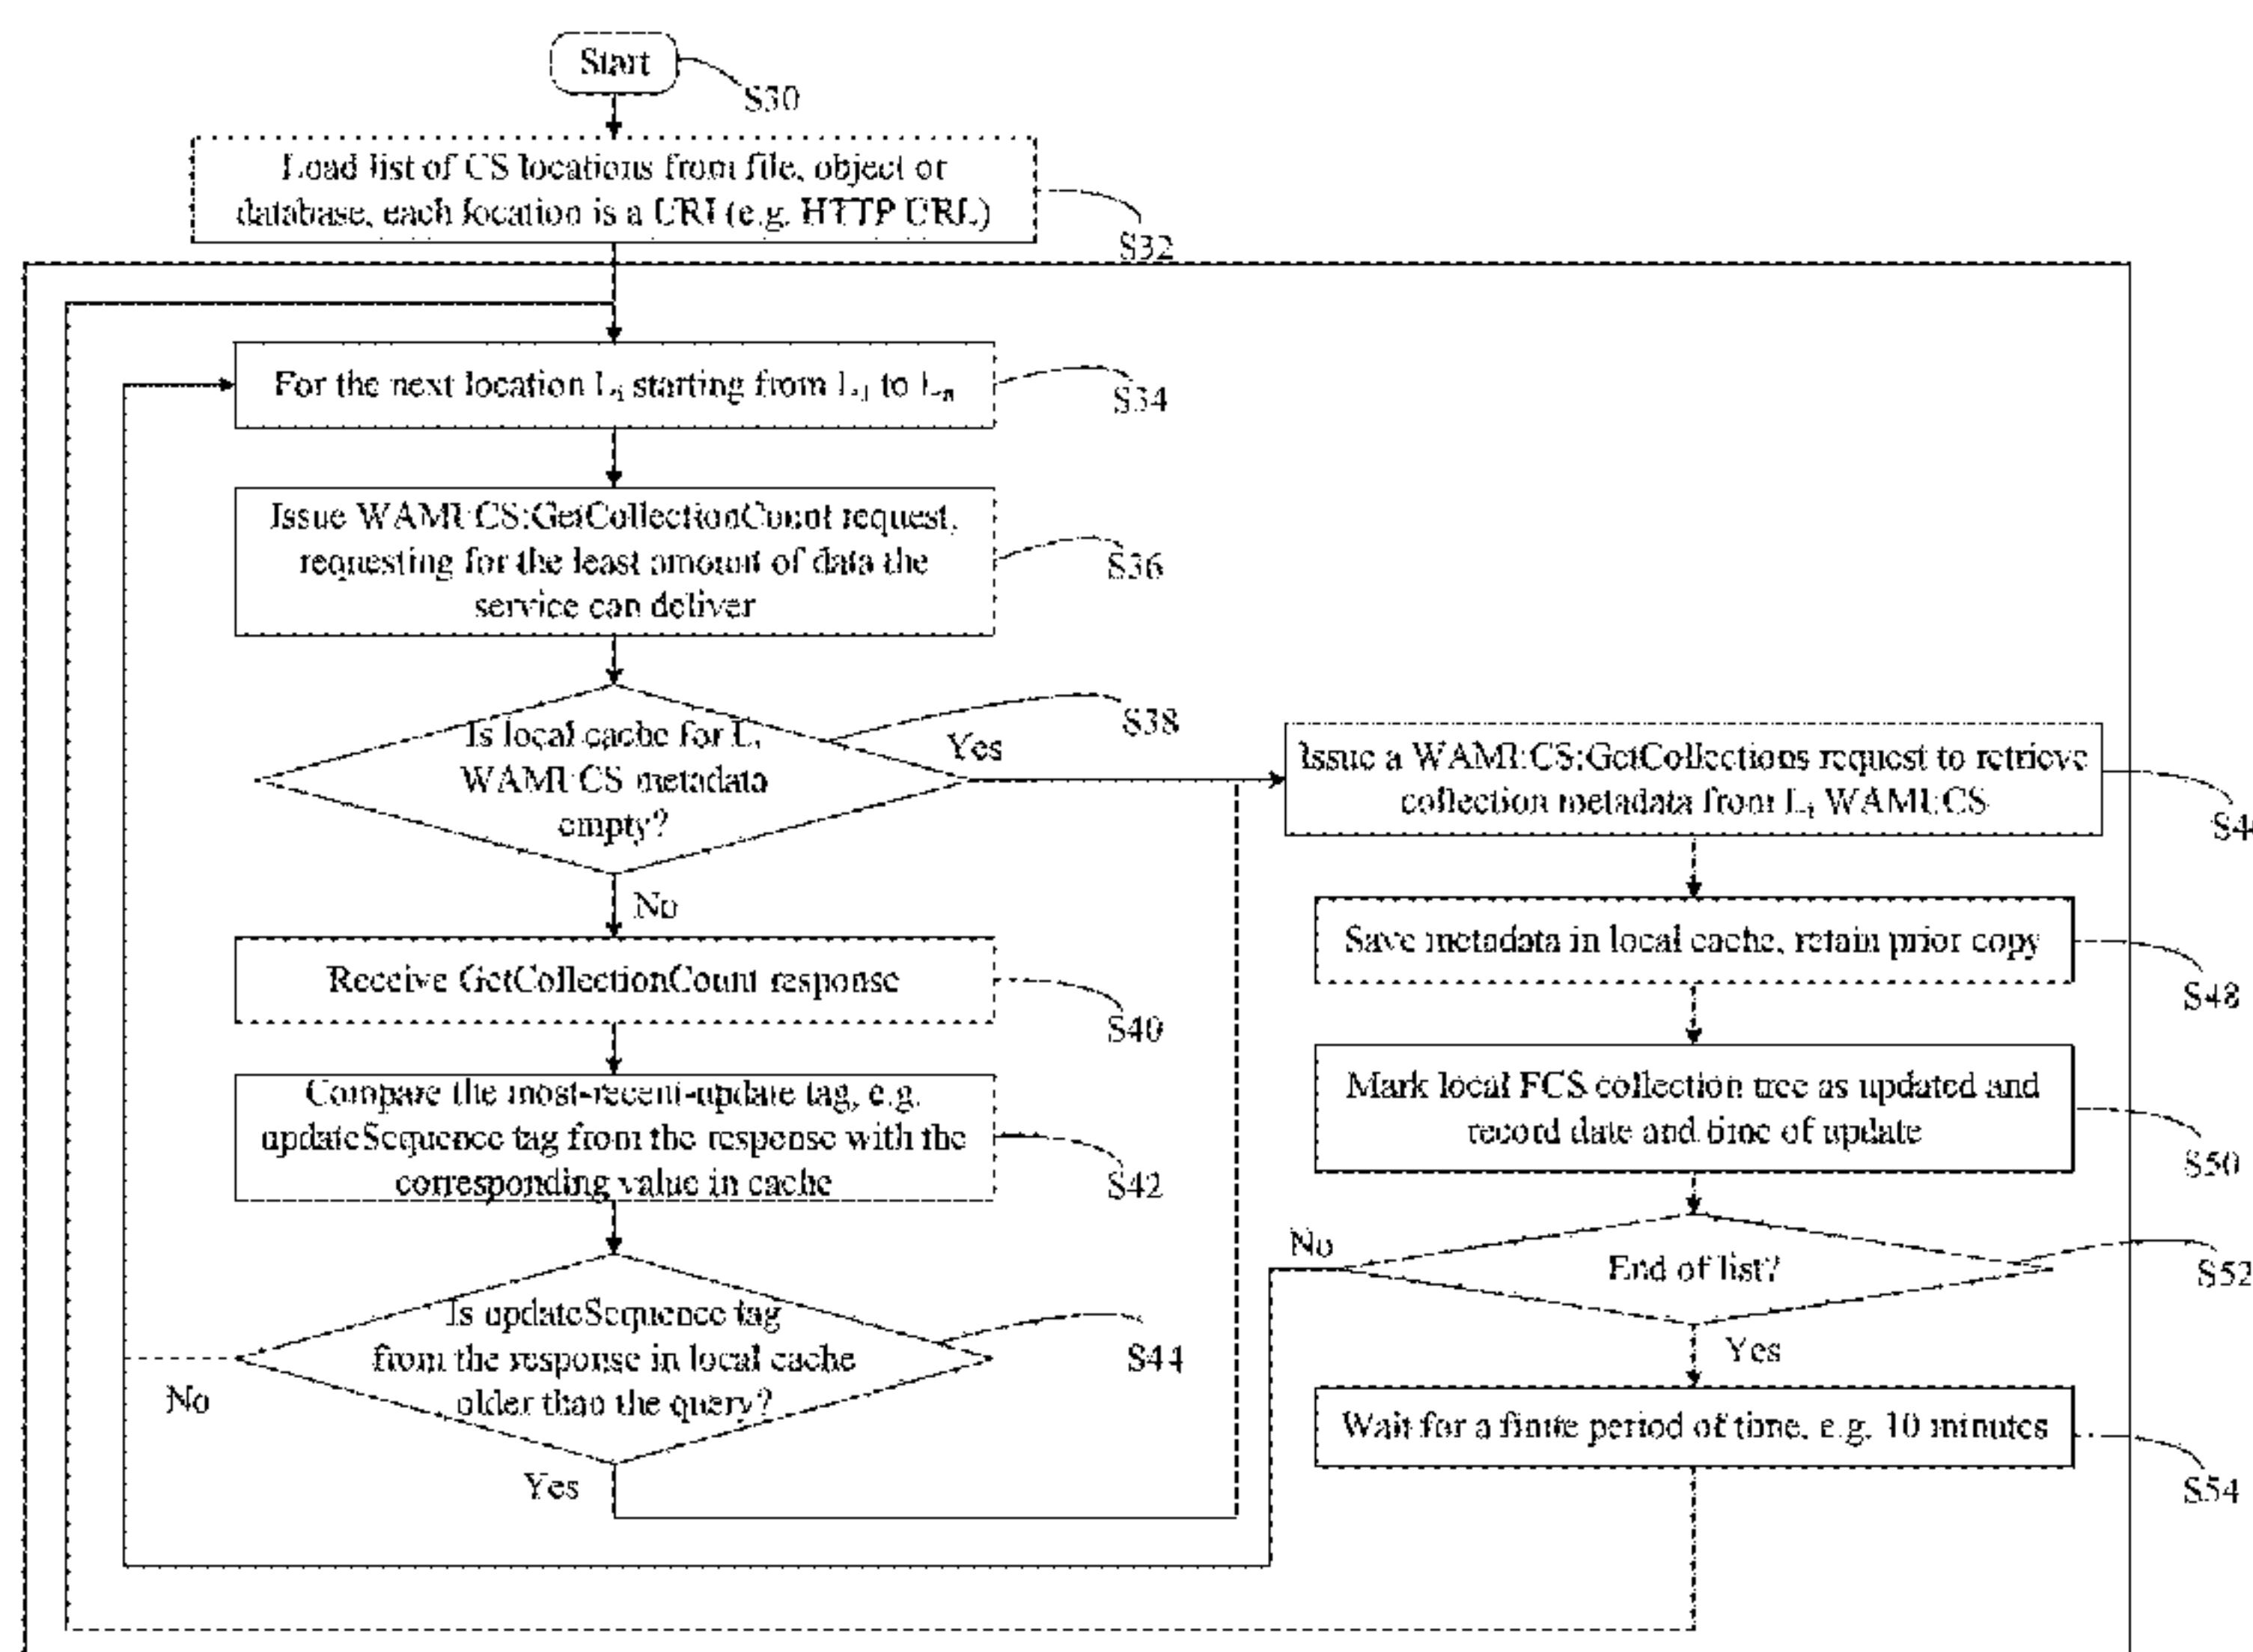 Start
S30
Load list of CS locations from file, object or
database, each location is a URI (e.g. HTTP URL)
S32
For the next location Li starting from L1 to Ln
S34
Issue WAMI:CS:GetCollectionCount request,
requesting for the least amount of data the
service can deliver
S36
Is local cache for Li
WAMI:CS metadata
empty?
S38
Yes
No
Issue a WAMI:CS:GetCollections request to retrieve
collection metadata from Li WAMI:CS
Receive GetCollectionCount response
S40
Save metadata in local cache, retain prior copy
S48
Compare the most-recent-update tag, e.g.
updateSequence tag from the response with the
corresponding value in cache
S42
Mark local FCS collection tree as updated and
record date and time of update
S50
Is updateSequence tag
from the response in local cache
older than the query?
S44
No
Yes
End of list?
S52
No
Yes
Wait for a finite period of time, e.g. 10 minutes
S54